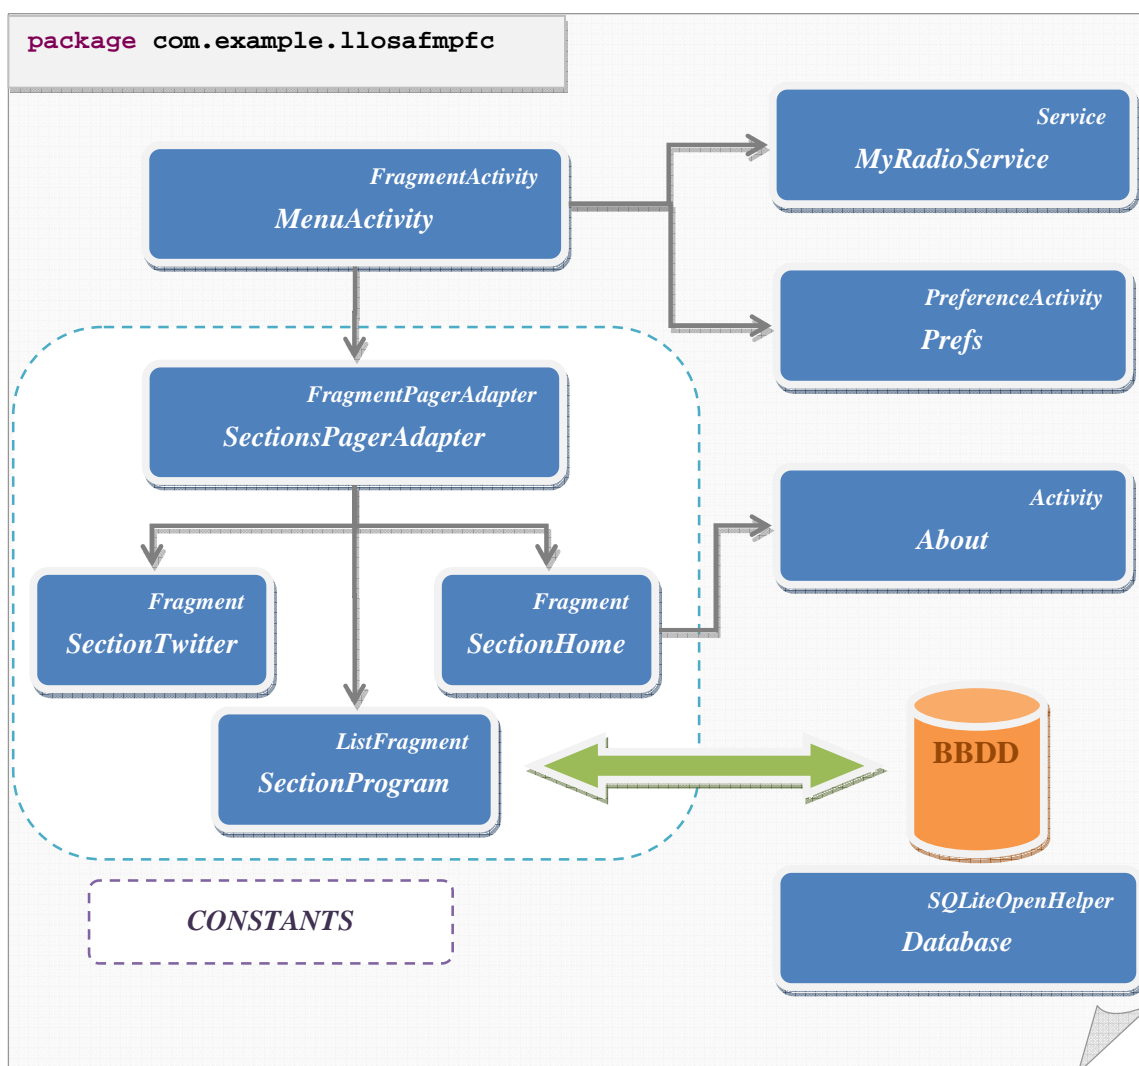 package com.example.llosafmpfc
Service
MyRadioService
FragmentActivity
MenuActivity
PreferenceActivity
Prefs
FragmentPagerAdapter
SectionsPagerAdapter
Activity
About
Fragment
SectionTwitter
Fragment
SectionHome
ListFragment
SectionProgram
BBDD
SQLiteOpenHelper
Database
CONSTANTS